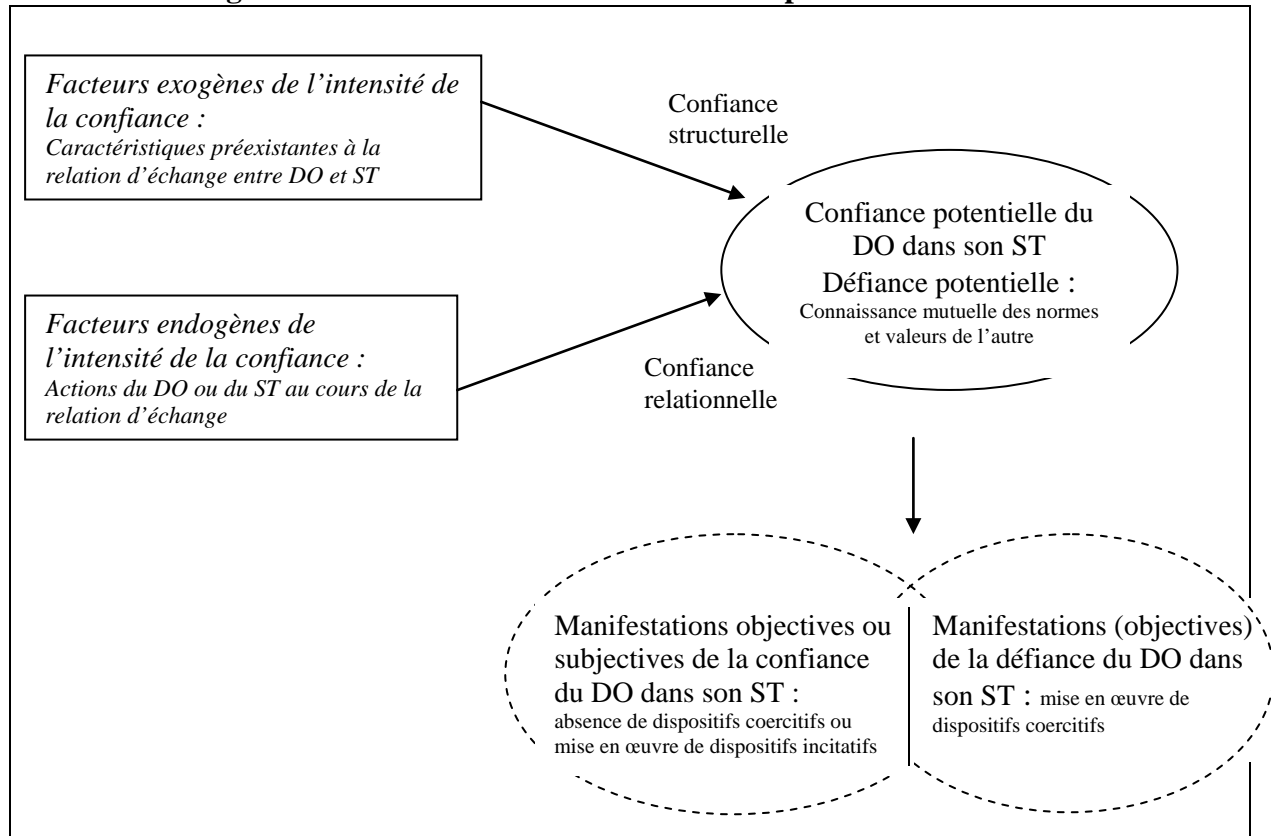 Facteurs exogènes de l’intensité de
la confiance :
Caractéristiques préexistantes à la
relation d’échange entre DO et ST
Confiance
structurelle
Confiance potentielle du
DO dans son ST
Défiance potentielle :
Connaissance mutuelle des normes
et valeurs de l’autre
Facteurs endogènes de
l’intensité de la confiance :
Actions du DO ou du ST au cours de la
relation d’échange
Confiance
relationnelle
Manifestations objectives ou
subjectives de la confiance
du DO dans son ST :
absence de dispositifs coercitifs ou
mise en œuvre de dispositifs incitatifs
Manifestations (objectives)
de la défiance du DO dans
son ST : mise en œuvre de
dispositifs coercitifs